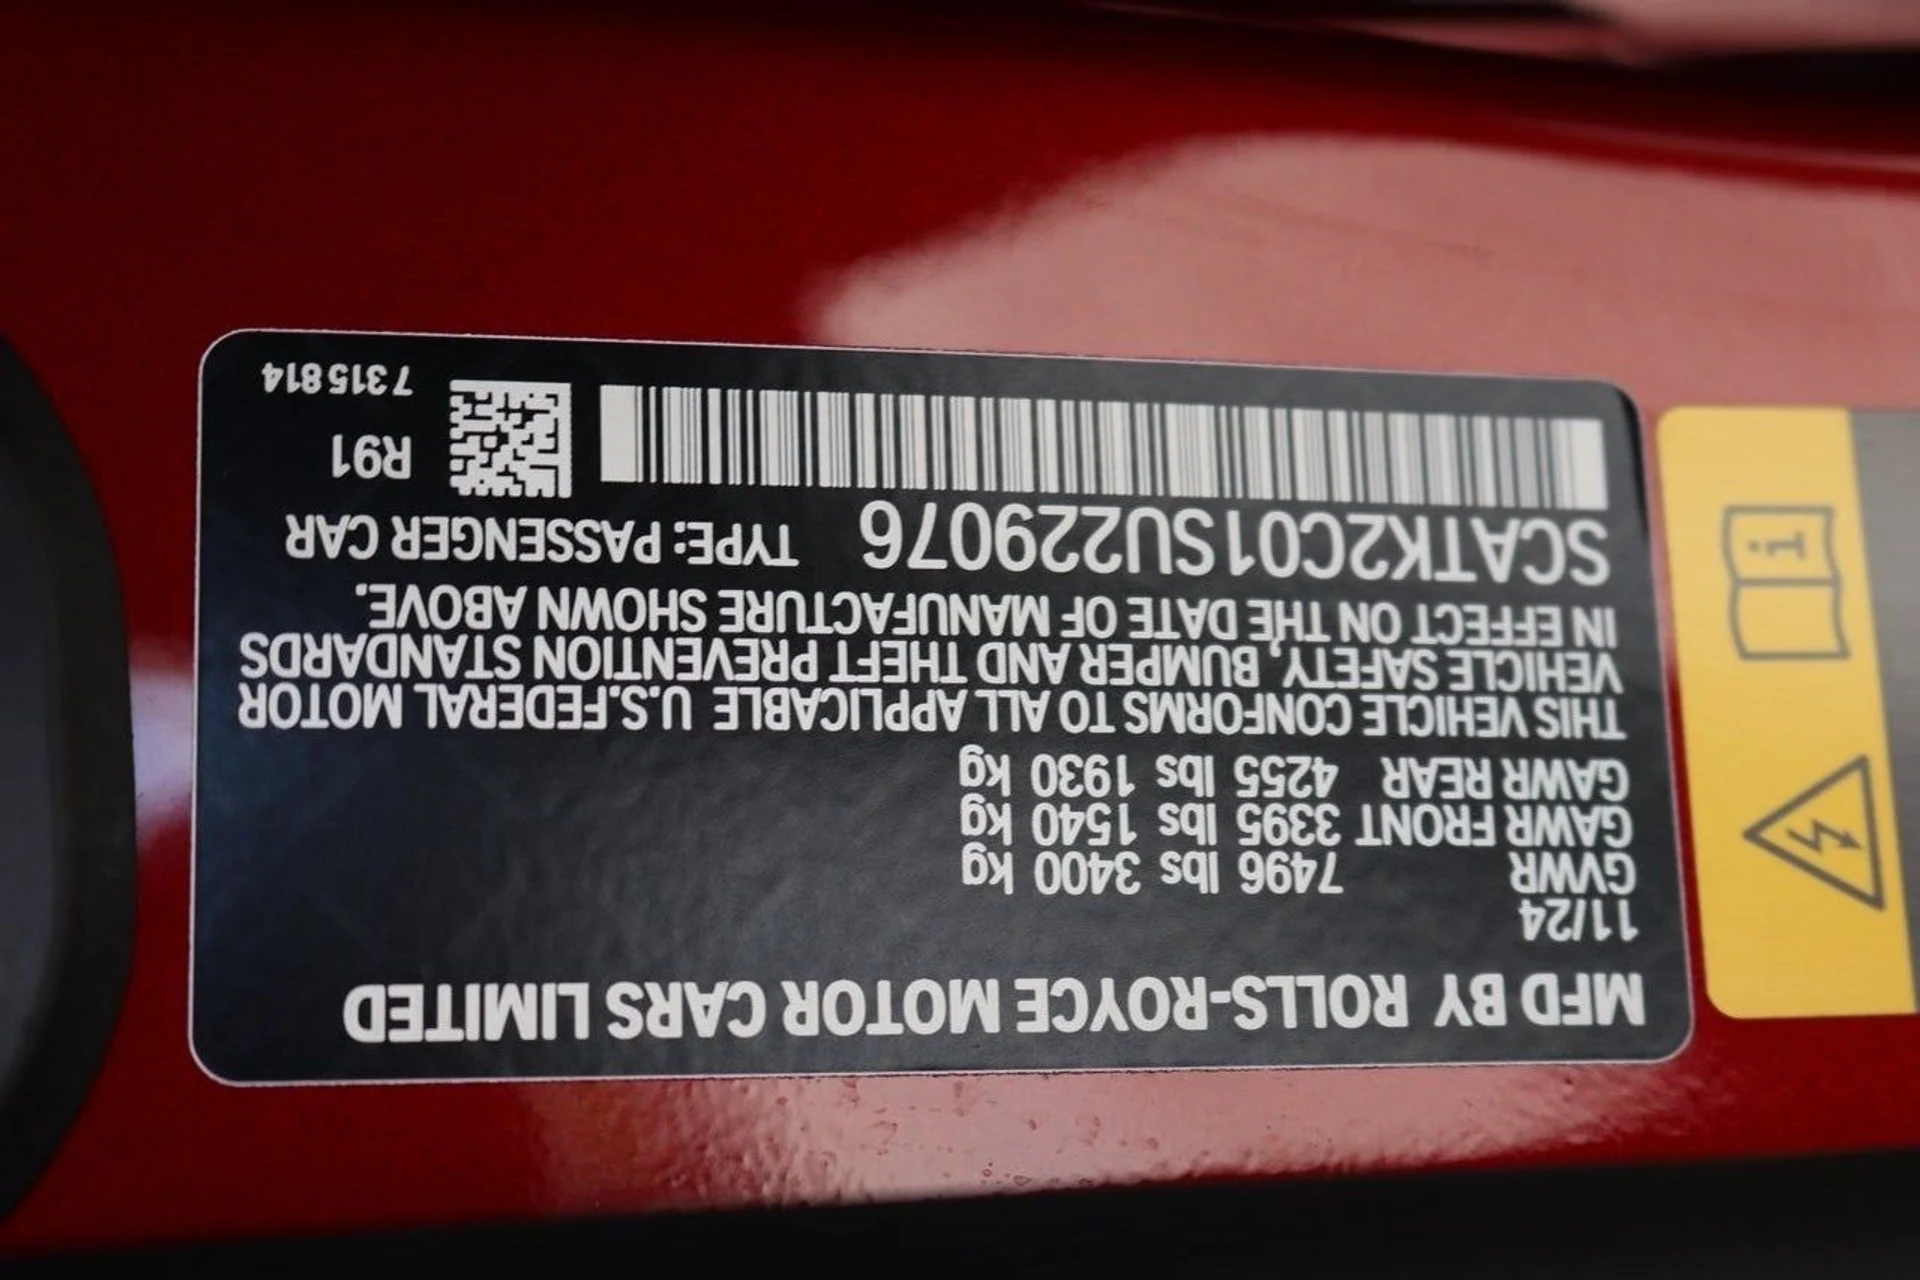 MFD BY ROLLS-ROYCE MOTOR CARS LIMITED
11/24
GVWR 7496 lbs 3400 kg
GAWR FRONT 3395 lbs 1540 kg
GAWR REAR 4255 lbs 1930 kg
THIS VEHICLE CONFORMS TO ALL APPLICABLE U.S.FEDERAL MOTOR
VEHICLE SAFETY, BUMPER AND THEFT PREVENTION STANDARDS
IN EFFECT ON THE DATE OF MANUFACTURE SHOWN ABOVE.
SCATK2C01SU229076 TYPE: PASSENGER CAR
R91
7315814
i